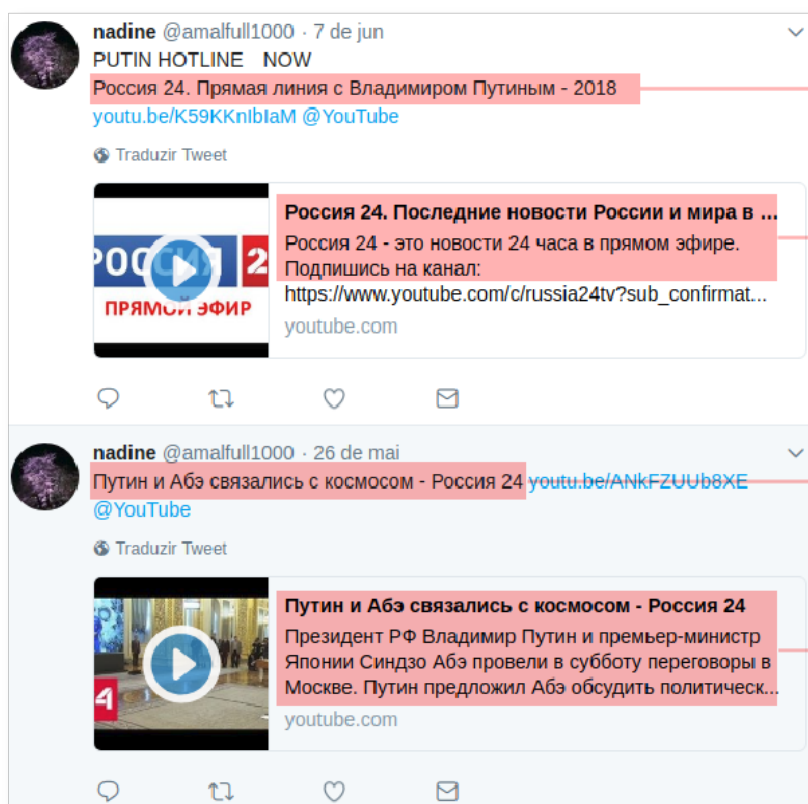 nadine @amalfull1000 · 7 de jun
PUTIN HOTLINE NOW
Россия 24. Прямая линия с Владимиром Путиным - 2018
youtu.be/K59KKnIbIaM @YouTube
Traduzir Tweet
РОССИЯ 2
ПРЯМОЙ ЭФИР
Россия 24. Последние новости России и мира в ...
Россия 24 - это новости 24 часа в прямом эфире.
Подпишись на канал:
https://www.youtube.com/c/russia24tv?sub_confirmat...
youtube.com
nadine @amalfull1000 · 26 de mai
Путин и Абэ связались с космосом - Россия 24 youtu.be/ANkFZUUb8XE
@YouTube
Traduzir Tweet
4
Путин и Абэ связались с космосом - Россия 24
Президент РФ Владимир Путин и премьер-министр
Японии Синдзо Абэ провели в субботу переговоры в
Москве. Путин предложил Абэ обсудить политическ...
youtube.com